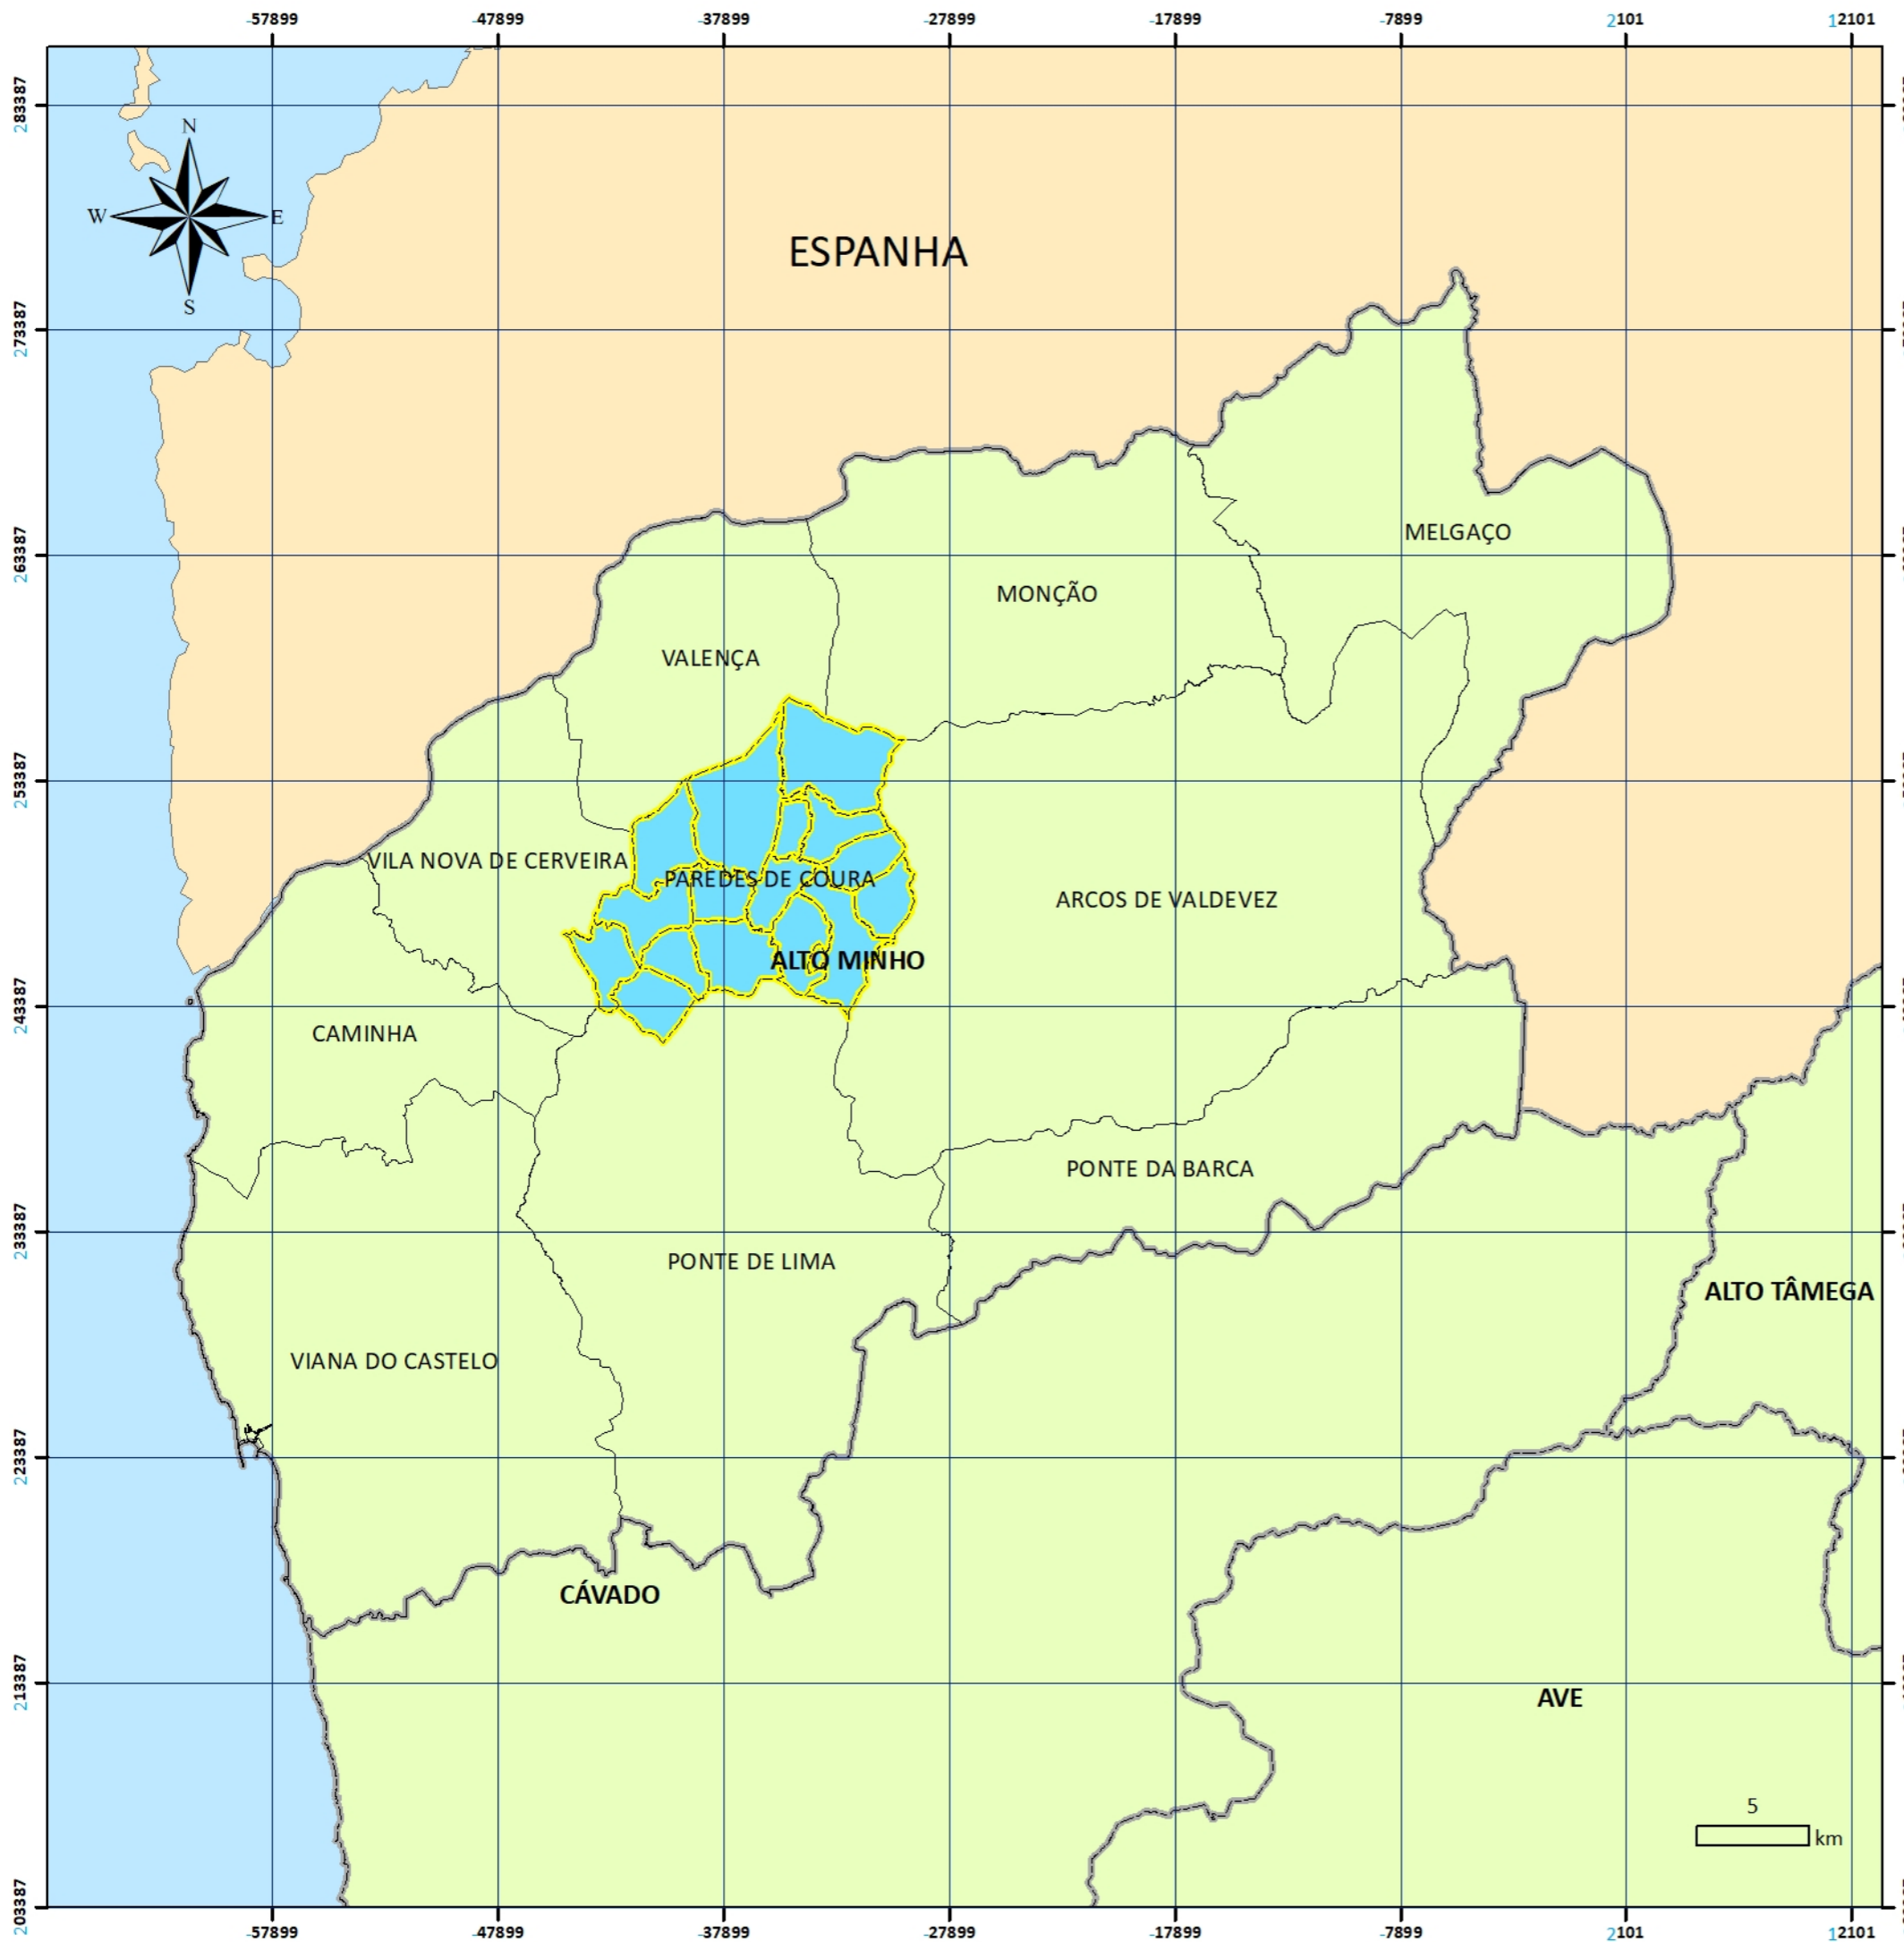 -57899 -47899 -37899 -27899 -17899 -7899 2101 12101
283387
N
W E
S
ESPANHA
273387
MELGAÇO
263387
MONÇÃO
VALENÇA
253387
VILA NOVA DE CERVEIRA
PAREDES DE COURA
ARCOS DE VALDEVEZ
ALTO MINHO
243387
CAMINHA
PONTE DA BARCA
233387
PONTE DE LIMA
ALTO TÂMEGA
VIANA DO CASTELO
223387
CÁVADO
213387
AVE
5
km
203387
-57899 -47899 -37899 -27899 -17899 -7899 2101 12101